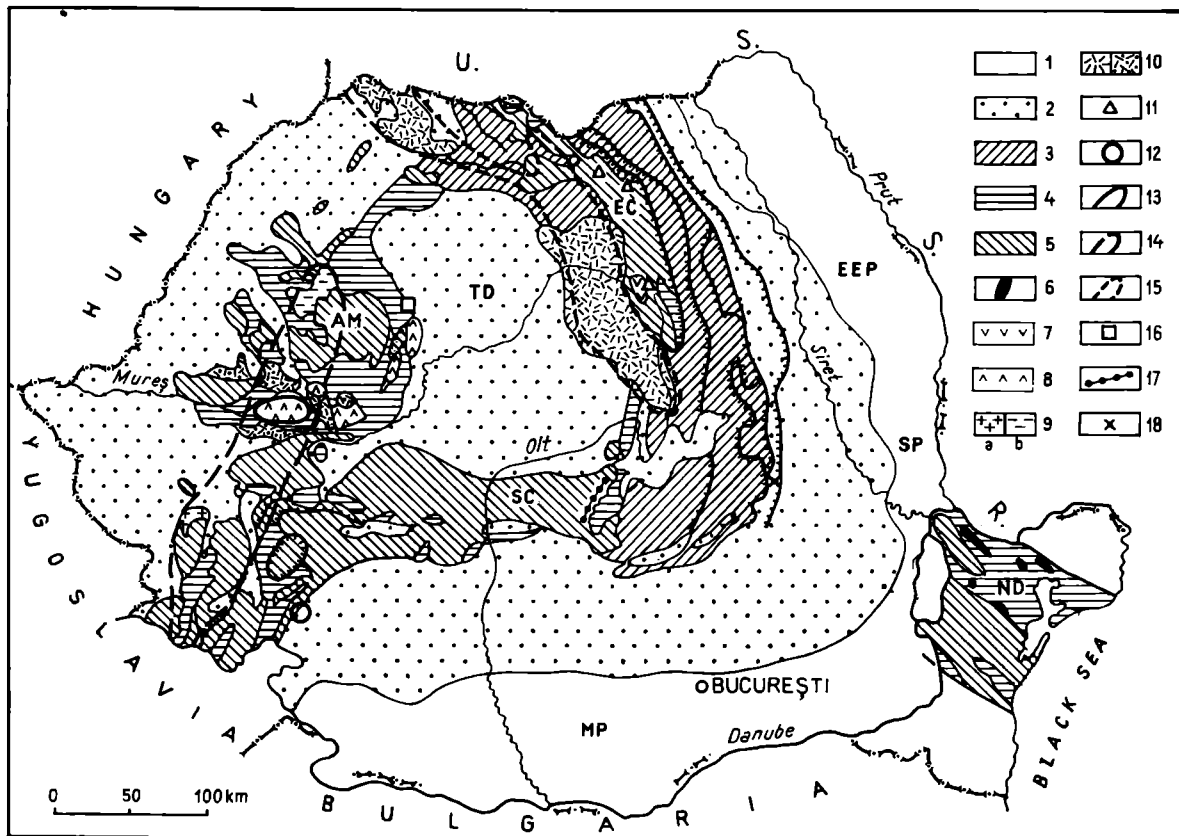 U. S. S. R.
HUNGARY
YUGOSLAVIA
BULGARIA
BLACK SEA
EC
TD
AM
EEP
Prut
Siret
Mureș
Olt
SC
SP
ND
BUCUREȘTI
MP
Danube
0 50 100 km
1 10
2 11
3 12
4 13
5 14
6 15
7 16
8 17
9 18
a b